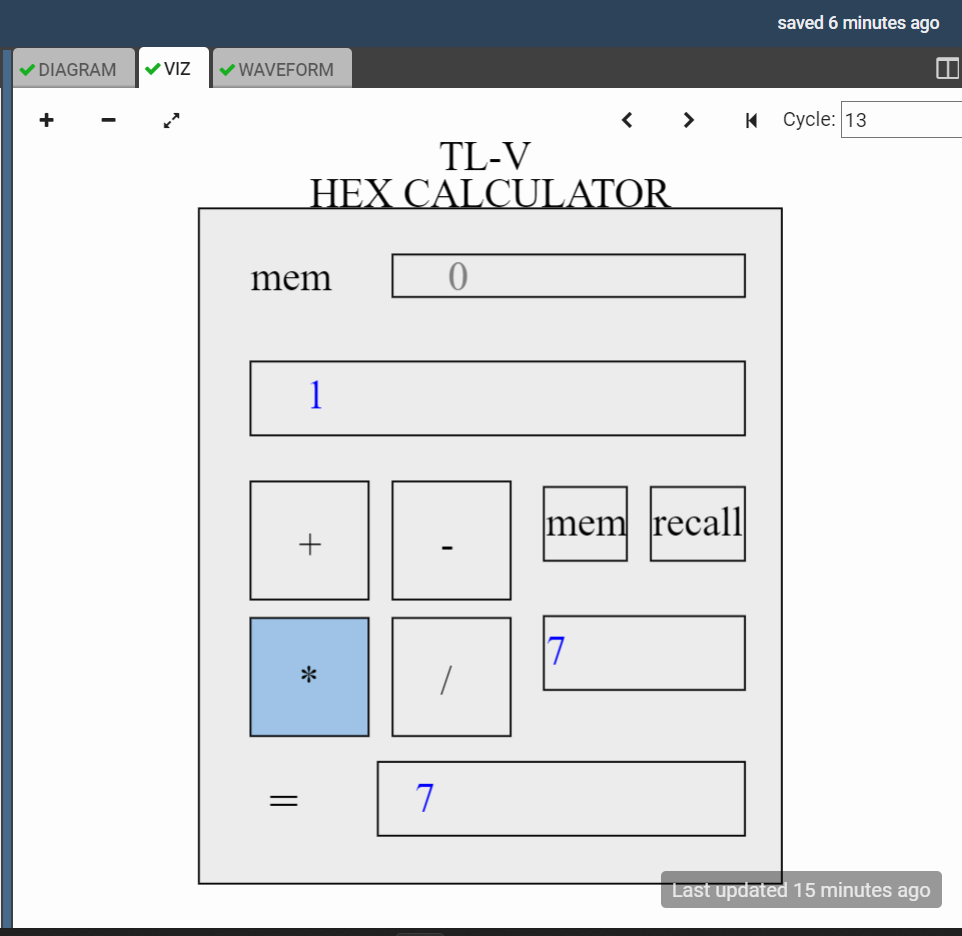 saved 6 minutes ago
DIAGRAM
VIZ
WAVEFORM
+ −
Cycle: 13
TL-V
HEX CALCULATOR
mem 0
1
+ - mem recall
* / 7
= 7
Last updated 15 minutes ago